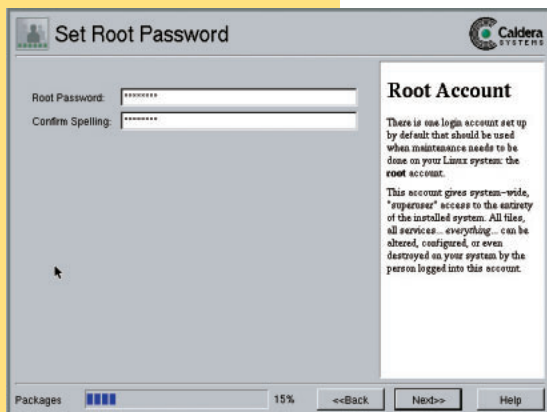 Set Root Password
Caldera
SYSTEMS
Root Password: ********
Confirm Spelling: ********
Root Account
There is one login account set up
by default that should be used
when maintenance needs to be
done on your Linux system: the
root account.
This account gives system-wide,
"superuser" access to the entirety
of the installed system. All files,
all services... everything... can be
altered, configured, or even
destroyed on your system by the
person logged into this account.
Packages 15% <<Back Next>> Help